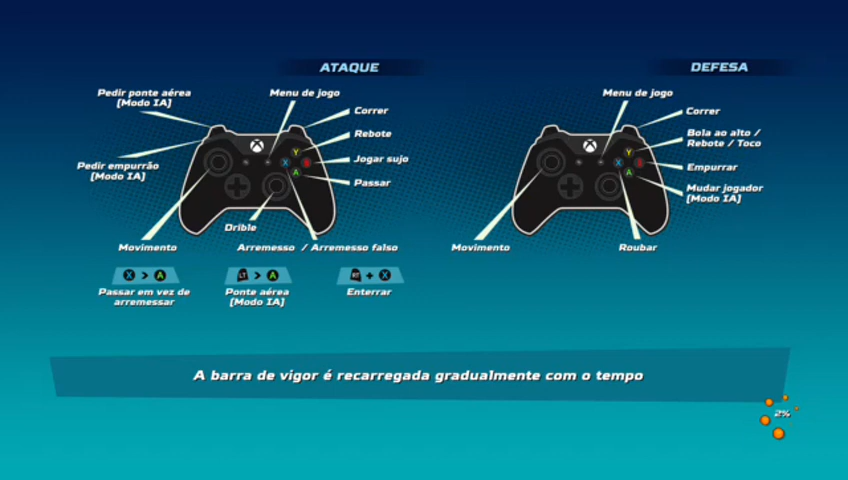 ATAQUE
Pedir ponte aérea
[Modo IA]
Menu de jogo
Correr
Rebote
Jogar sujo
Passar
Pedir empurrão
[Modo IA]
Drible
Movimento
Arremesso / Arremesso falso
X > A
Passar em vez de
arremessar
LT > A
Ponte aérea
[Modo IA]
RT + X
Enterrar
DEFESA
Menu de jogo
Correr
Bola ao alto /
Rebote / Toco
Empurrar
Mudar jogador
[Modo IA]
Movimento
Roubar
Y
X
B
A
Y
X
B
A
A barra de vigor é recarregada gradualmente com o tempo
2%